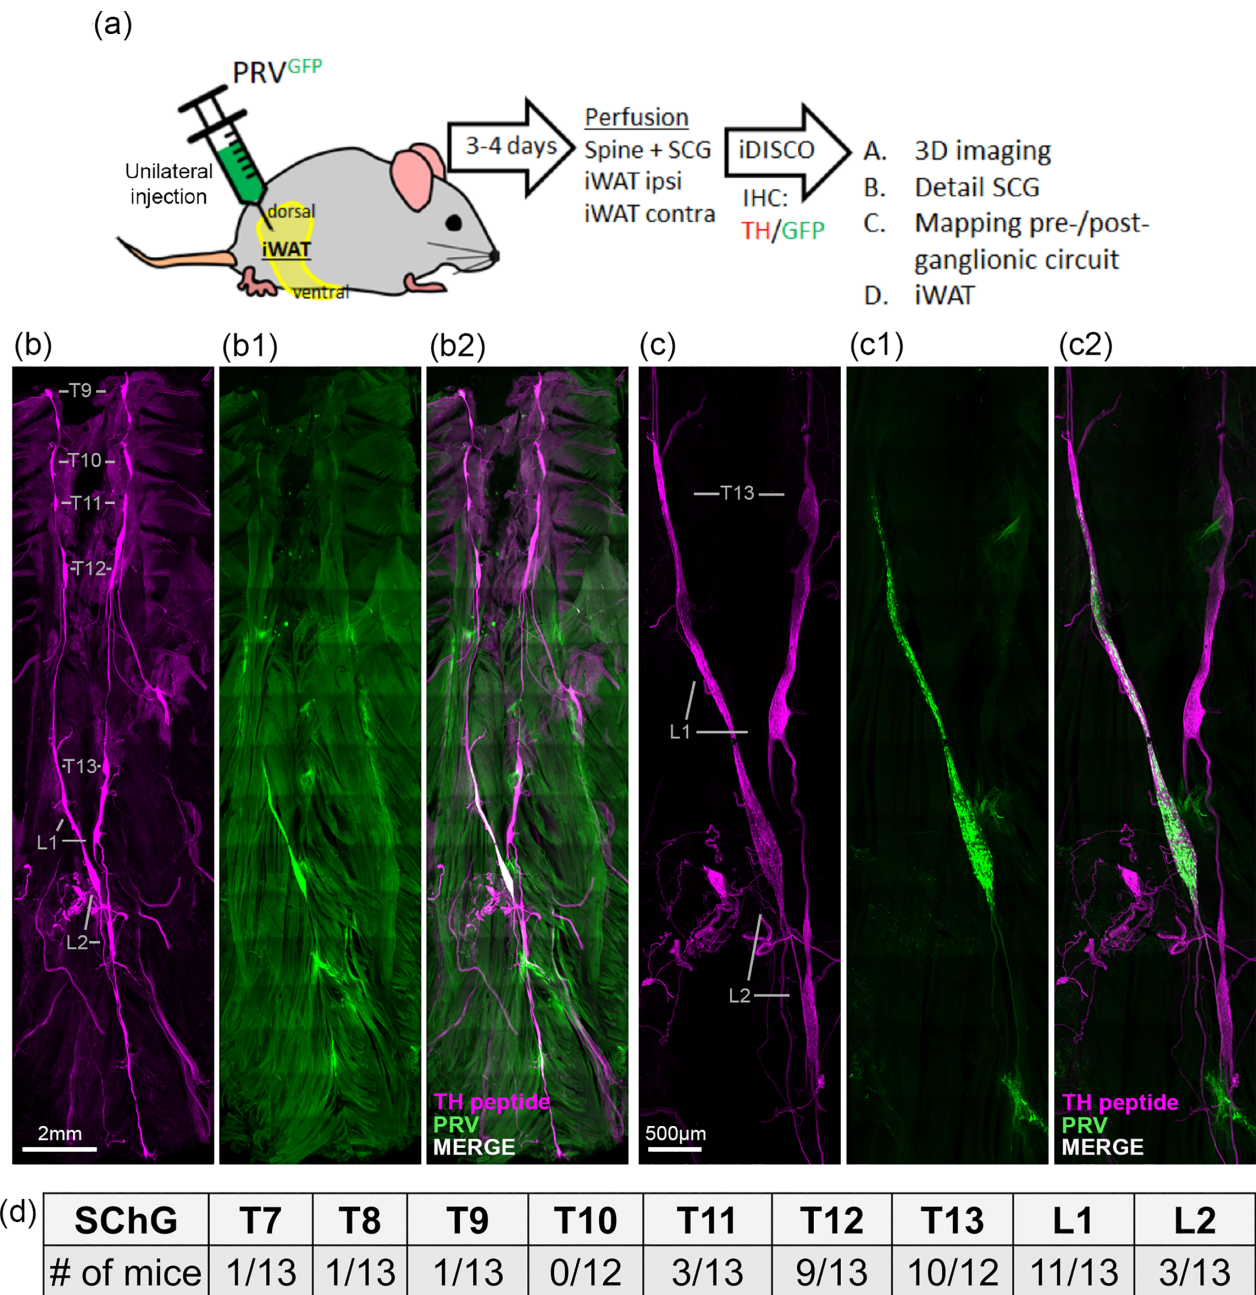 (a)
PRVGFP
Unilateral
injection
dorsal
iWAT
ventral
3-4 days
Perfusion
Spine + SCG
iWAT ipsi
iWAT contra
iDISCO
IHC:
TH/GFP
A. 3D imaging
B. Detail SCG
C. Mapping pre-/post-
ganglionic circuit
D. iWAT
(b) (b1) (b2) (c) (c1) (c2)
T9
T10
T11
T12
T13
L1
L2
2mm
TH peptide
PRV
MERGE
T13
L1
L2
500µm
TH peptide
PRV
MERGE
(d)
SChG T7 T8 T9 T10 T11 T12 T13 L1 L2
# of mice 1/13 1/13 1/13 0/12 3/13 9/13 10/12 11/13 3/13